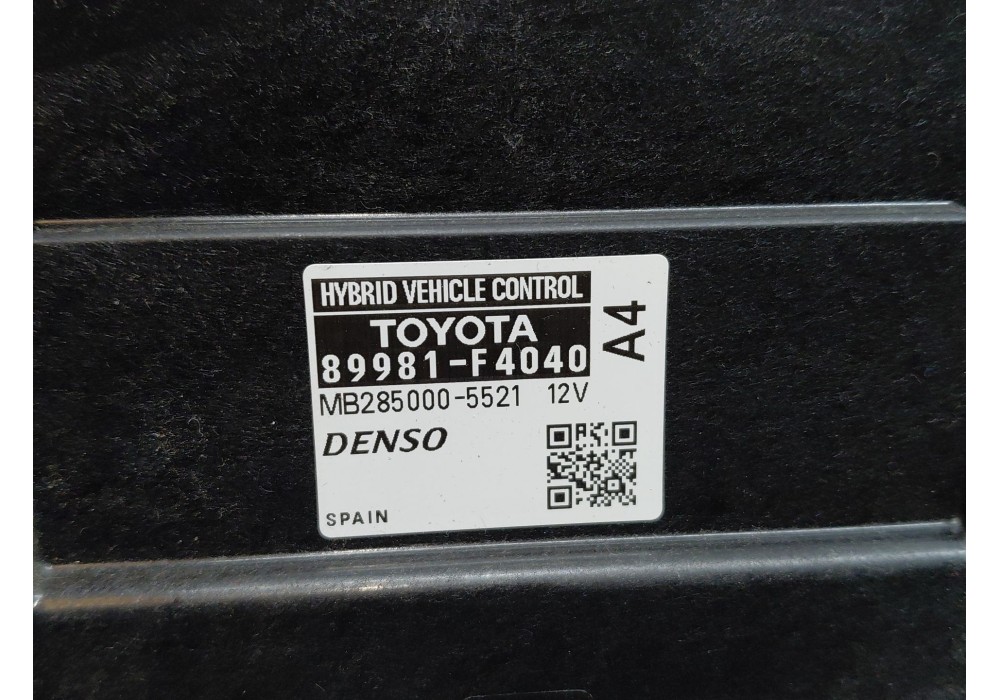 HYBRID VEHICLE CONTROL
TOYOTA
89981-F4040
A4
MB285000-5521 12V
DENSO
SPAIN